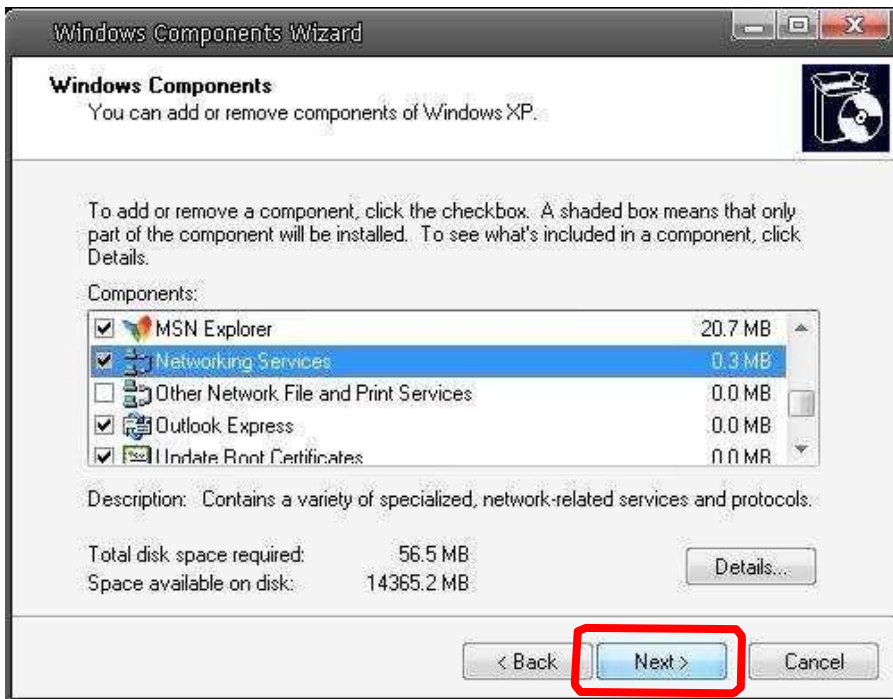 Windows Components Wizard
Windows Components
You can add or remove components of Windows XP.
To add or remove a component, click the checkbox. A shaded box means that only
part of the component will be installed. To see what's included in a component, click
Details.
Components:
MSN Explorer 20.7 MB
Networking Services 0.3 MB
Other Network File and Print Services 0.0 MB
Outlook Express 0.0 MB
Update Root Certificates 0.0 MB
Description: Contains a variety of specialized, network-related services and protocols.
Total disk space required: 56.5 MB
Space available on disk: 14365.2 MB
Details...
< Back Next > Cancel